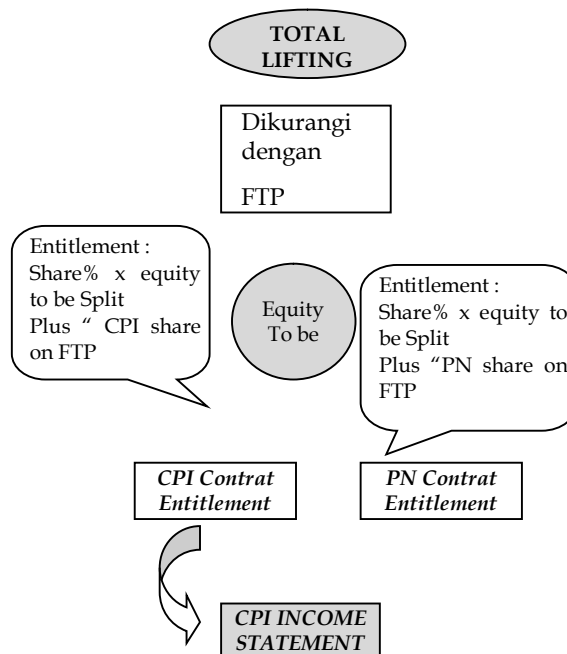 TOTAL
LIFTING
Dikurangi
dengan
FTP
Entitlement :
Share% x equity
to be Split
Plus “ CPI share
on FTP
Equity
To be
Entitlement :
Share% x equity to
be Split
Plus “PN share on
FTP
CPI Contrat
Entitlement
PN Contrat
Entitlement
CPI INCOME
STATEMENT